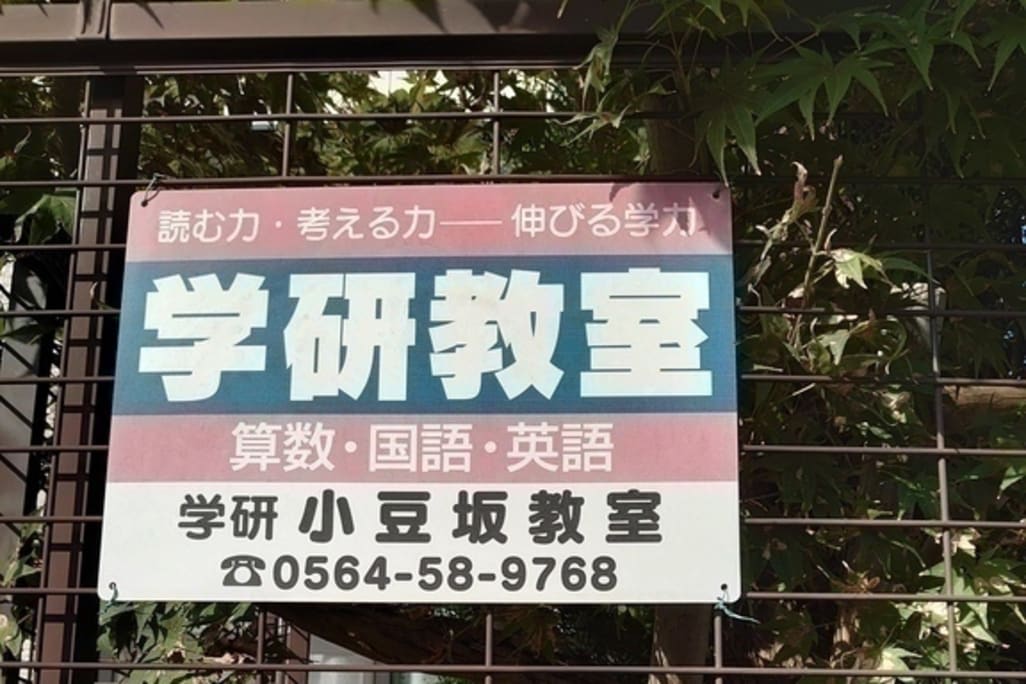 読む力・考える力――伸びる学力
学研教室
算数・国語・英語
学研 小豆坂教室
☎0564-58-9768